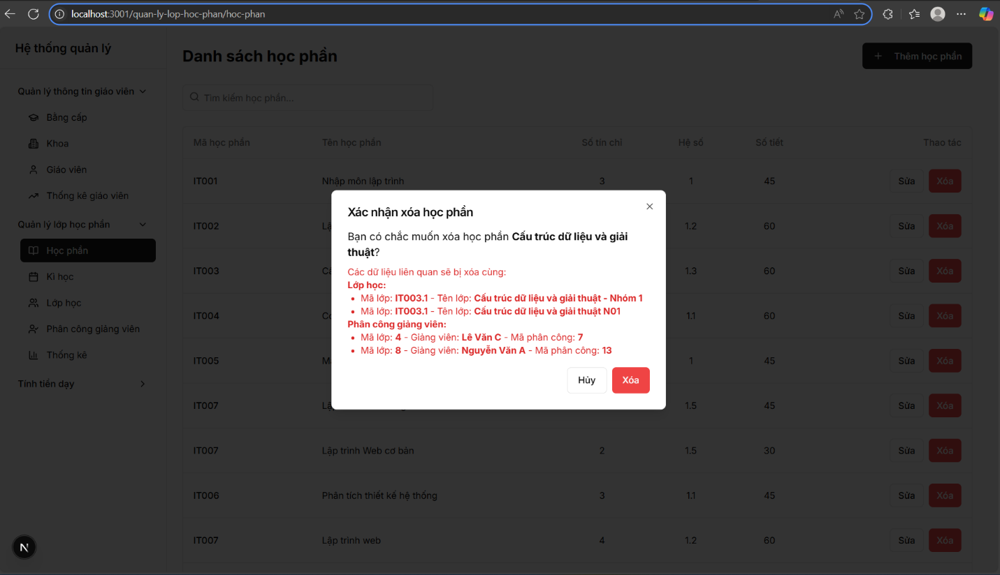 localhost:3001/quan-ly-lop-hoc-phan/hoc-phan
Hệ thống quản lý
Danh sách học phần
+ Thêm học phần
Quản lý thông tin giáo viên
Tìm kiếm học phần...
Bằng cấp
Khoa
Giáo viên
Thống kê giáo viên
Quản lý lớp học phần
Học phần
Kì học
Lớp học
Phân công giảng viên
Thống kê
Tính tiền dạy
N
Mã học phần Tên học phần Số tín chỉ Hệ số Số tiết Thao tác
IT001 Nhập môn lập trình 3 1 45 Sửa Xóa
IT002 1.2 60 Sửa Xóa
IT003 1.3 60 Sửa Xóa
IT004 1.1 60 Sửa Xóa
IT005 1 45 Sửa Xóa
IT007 1.5 45 Sửa Xóa
IT007 Lập trình Web cơ bản 2 1.5 30 Sửa Xóa
IT006 Phân tích thiết kế hệ thống 3 1.1 45 Sửa Xóa
IT007 Lập trình web 4 1.2 60 Sửa Xóa
Xác nhận xóa học phần
Bạn có chắc muốn xóa học phần Cấu trúc dữ liệu và giải
thuật?
Các dữ liệu liên quan sẽ bị xóa cùng:
Lớp học:
• Mã lớp: IT003.1 - Tên lớp: Cấu trúc dữ liệu và giải thuật - Nhóm 1
• Mã lớp: IT003.1 - Tên lớp: Cấu trúc dữ liệu và giải thuật N01
Phân công giảng viên:
• Mã lớp: 4 - Giảng viên: Lê Văn C - Mã phân công: 7
• Mã lớp: 8 - Giảng viên: Nguyễn Văn A - Mã phân công: 13
Hủy Xóa